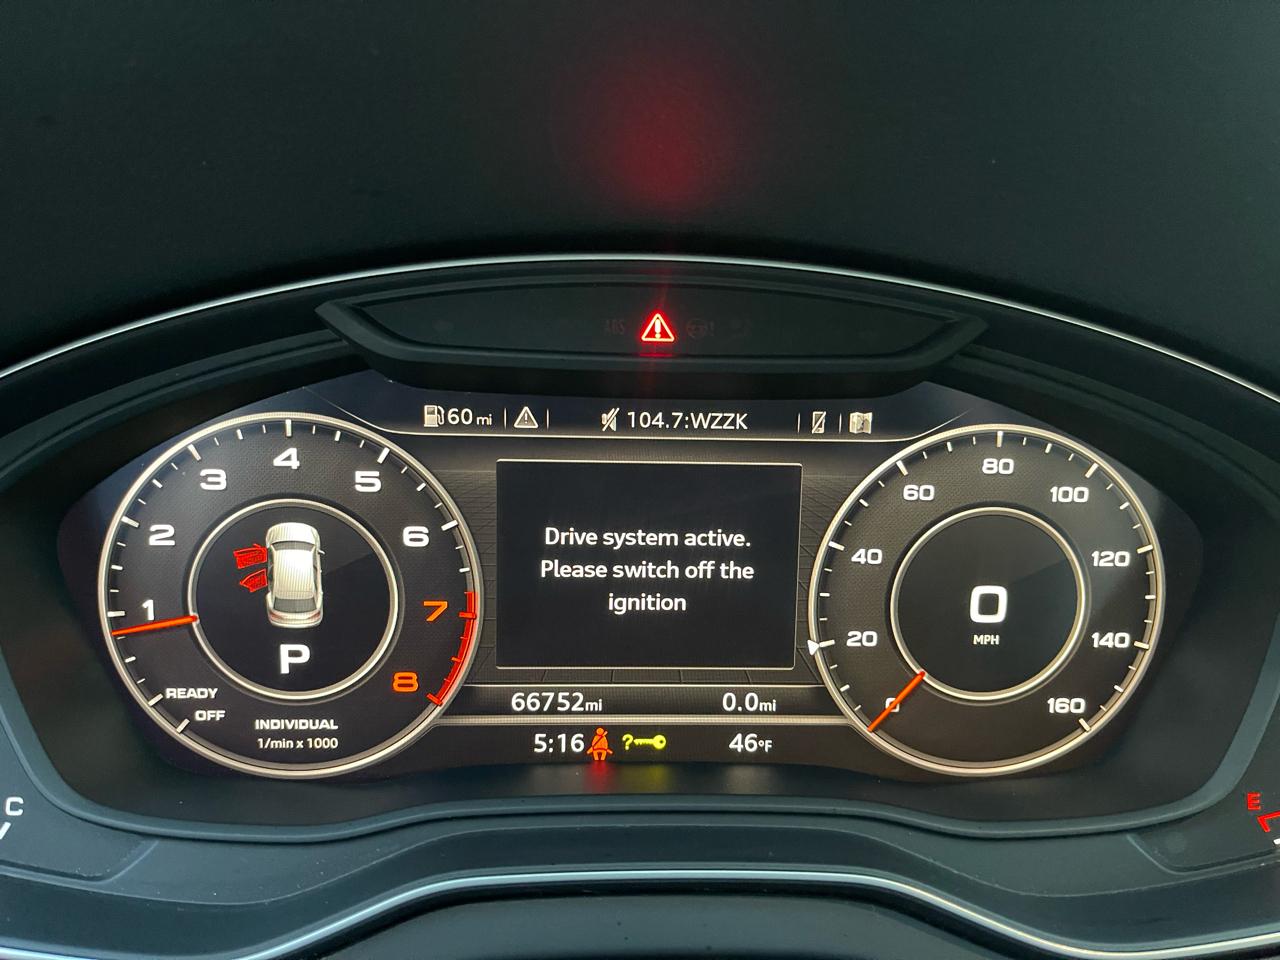 ABS
60 mi
104.7:WZZK
4
3
5
2
6
1
7
8
P
READY
OFF
INDIVIDUAL
1/min x 1000
Drive system active.
Please switch off the
ignition
66752mi
0.0mi
5:16
?
46°F
80
60
100
40
120
20
140
0
160
0
MPH
C
E